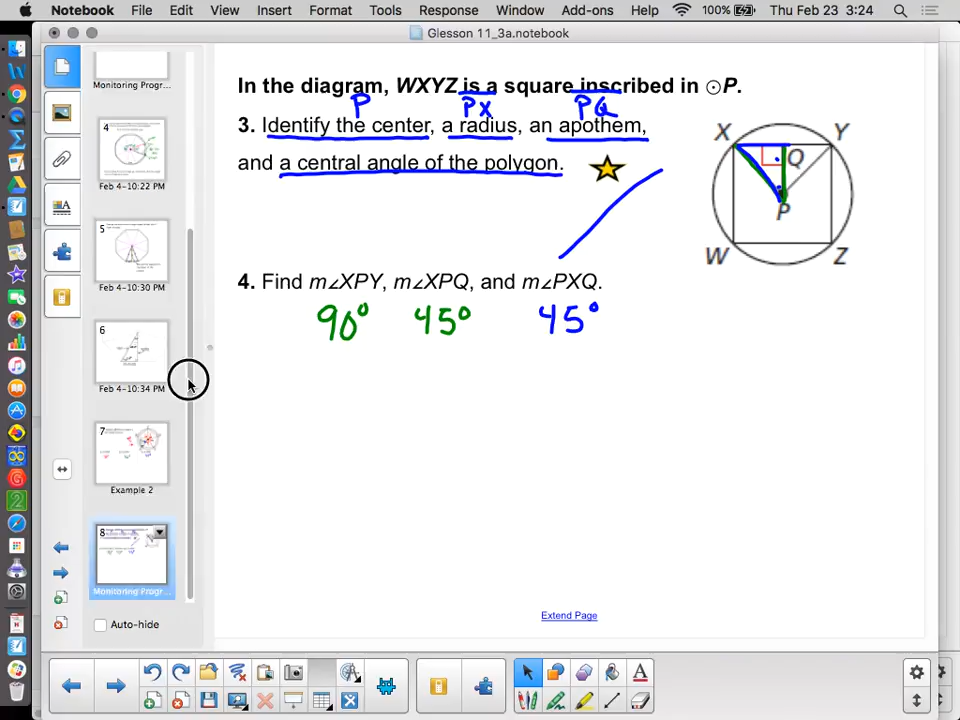 Notebook File Edit View Insert Format Tools Response Window Add-ons Help 100% Thu Feb 23 3:24
Glesson 11_3a.notebook
Monitoring Progr...
4
Feb 4-10:22 PM
5
Feb 4-10:30 PM
6
Feb 4-10:34 PM
7
Example 2
8
Monitoring Progr...
Auto-hide
In the diagram, WXYZ is a square inscribed in ⊙P.
P PX PQ
3. Identify the center, a radius, an apothem,
and a central angle of the polygon.
X Y
Q
P
W Z
4. Find m∠XPY, m∠XPQ, and m∠PXQ.
90° 45° 45°
Extend Page